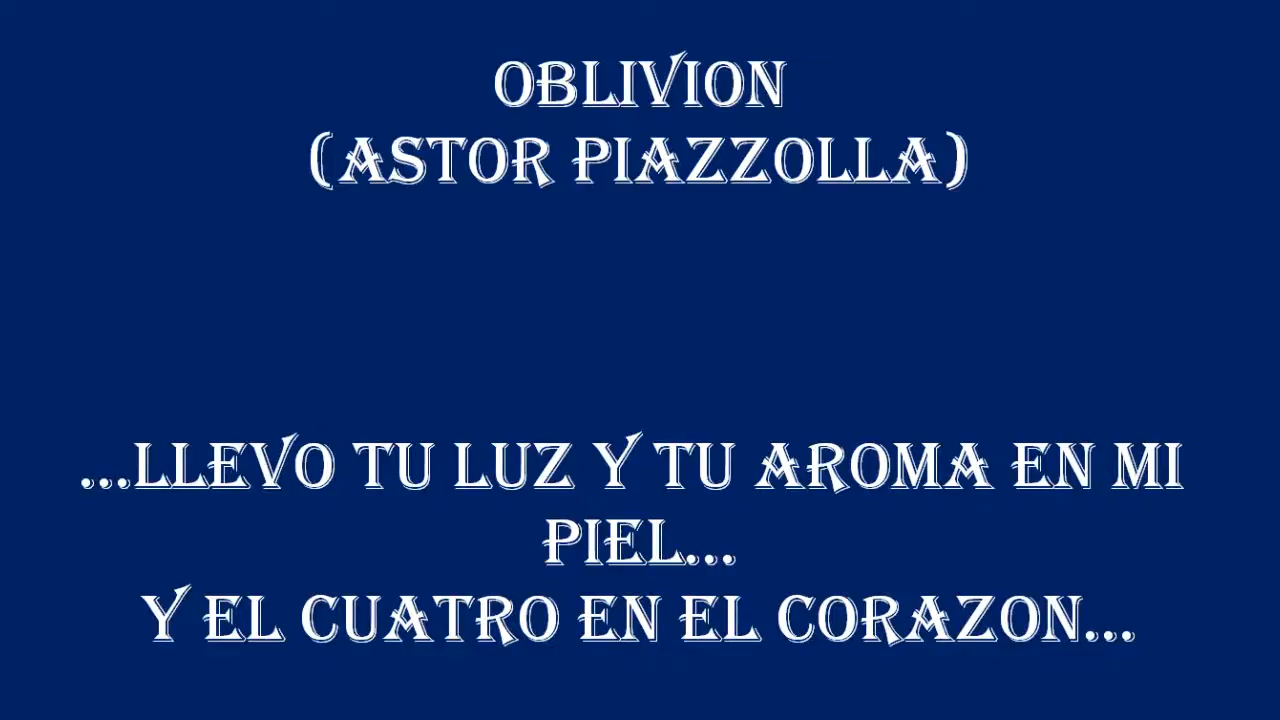 OBLIVION
(ASTOR PIAZZOLLA)
...LLEVO TU LUZ Y TU AROMA EN MI
PIEL...
Y EL CUATRO EN EL CORAZON...